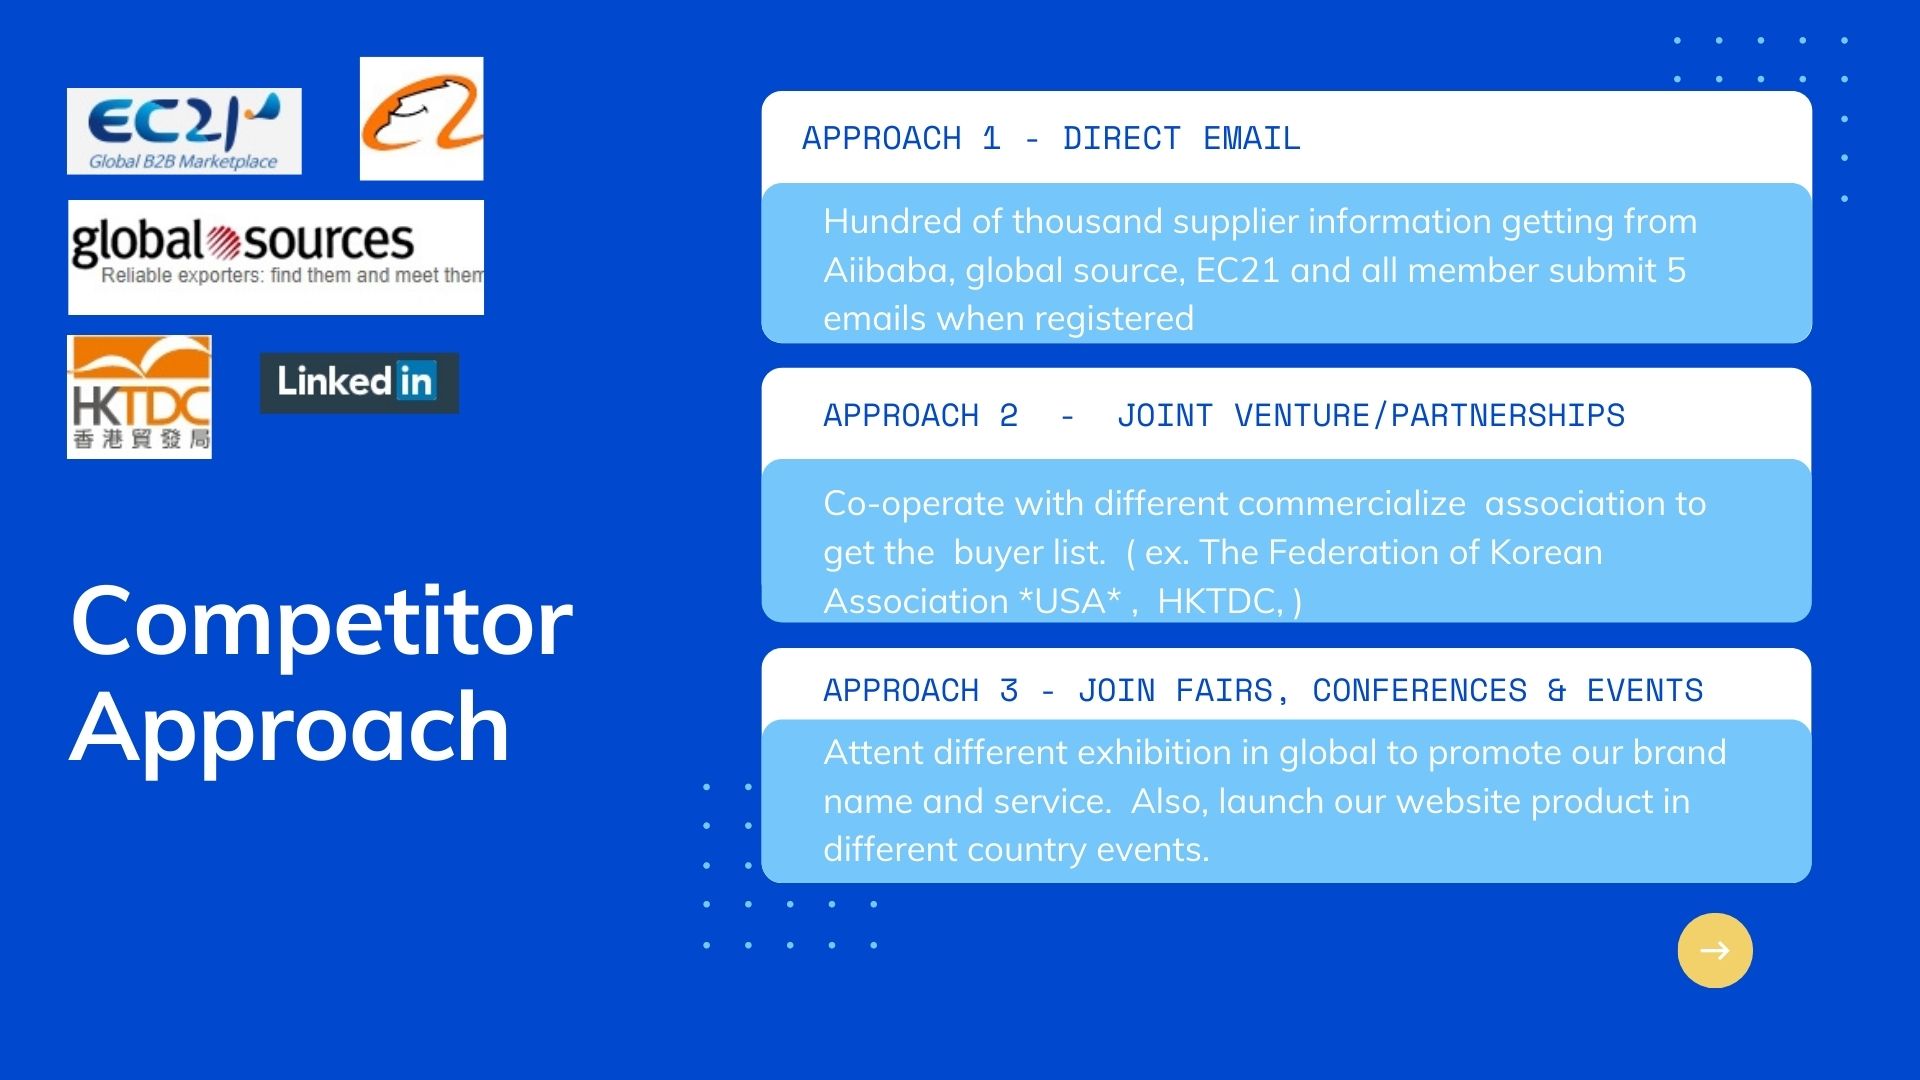 EC21
Global B2B Marketplace
global sources
Reliable exporters: find them and meet them
HKTDC
香港貿發局
Linked in
Competitor
Approach
APPROACH 1 - DIRECT EMAIL
Hundred of thousand supplier information getting from
Aiibaba, global source, EC21 and all member submit 5
emails when registered
APPROACH 2  -  JOINT VENTURE/PARTNERSHIPS
Co-operate with different commercialize  association to
get the  buyer list.  ( ex. The Federation of Korean
Association *USA* ,  HKTDC, )
APPROACH 3 - JOIN FAIRS, CONFERENCES & EVENTS
Attent different exhibition in global to promote our brand
name and service.  Also, launch our website product in
different country events.